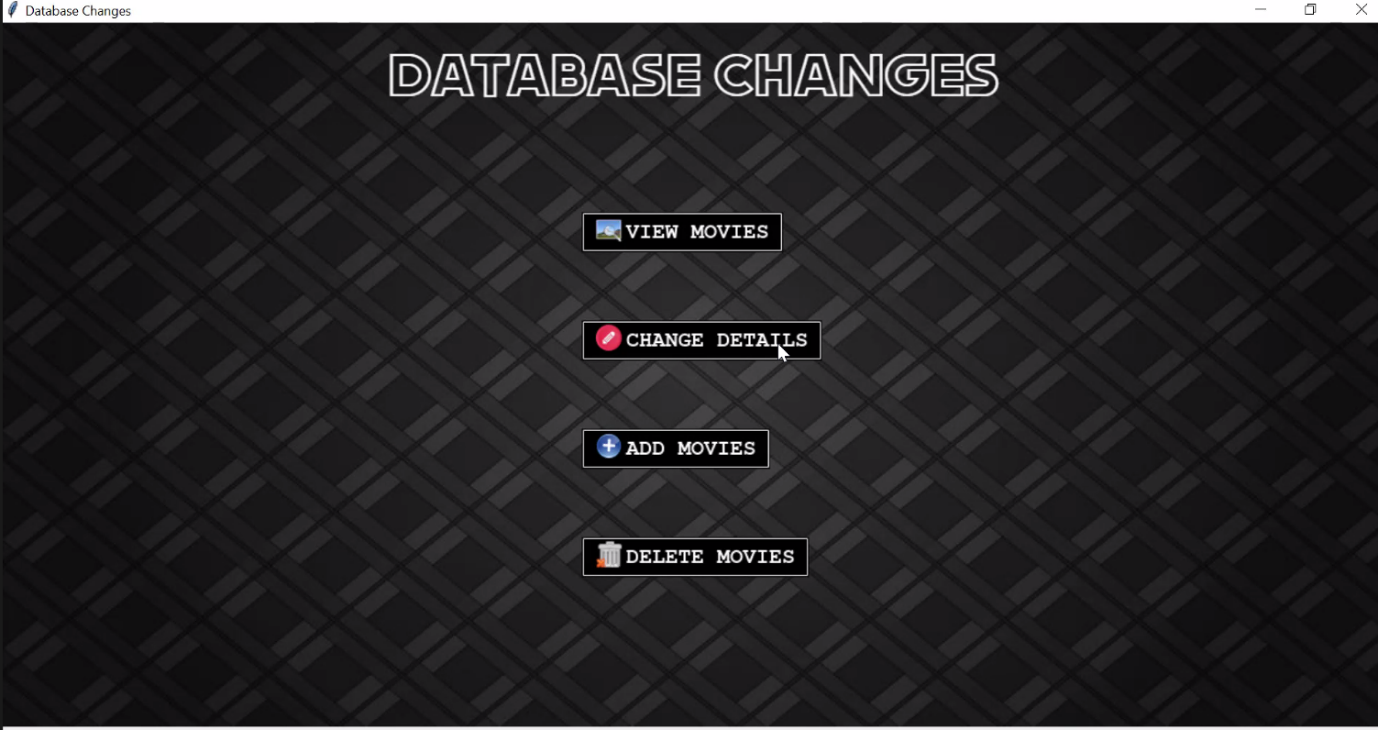 Database Changes
DATABASE CHANGES
VIEW MOVIES
CHANGE DETAILS
ADD MOVIES
DELETE MOVIES